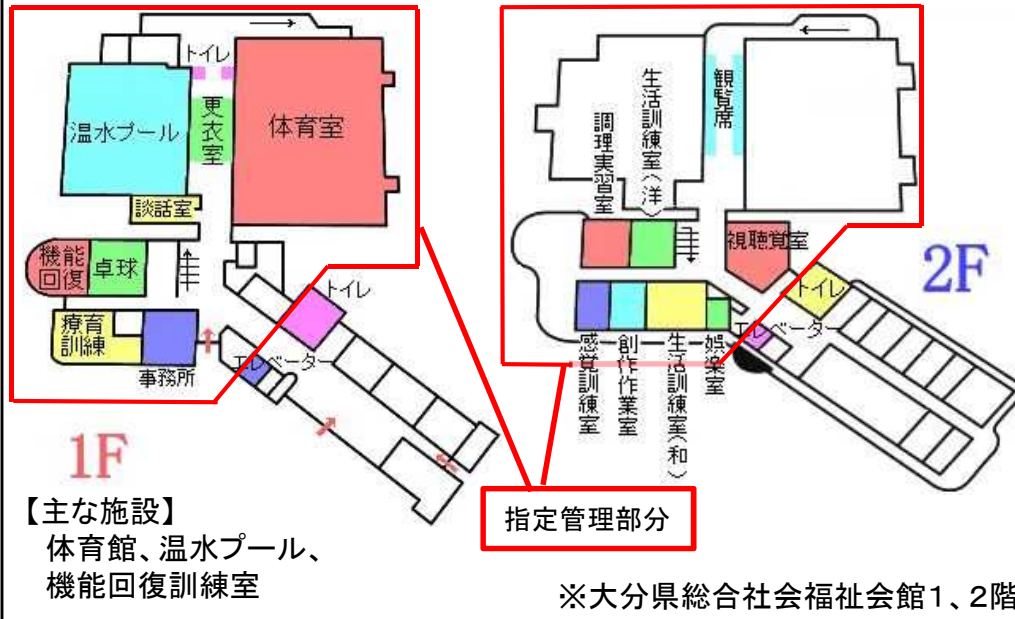 トイレ
温水プール
更衣室
体育室
談話室
機能
回復
卓球
トイレ
療育
訓練
事務所
エレベーター
1F
【主な施設】
体育館、温水プール、
機能回復訓練室
観覧席
生活訓練室(洋)
調理実習室
視聴覚室
トイレ
エレベーター
感覚訓練室
創作作業室
生活訓練室(和)
娯楽室
2F
指定管理部分
※大分県総合社会福祉会館1、2階